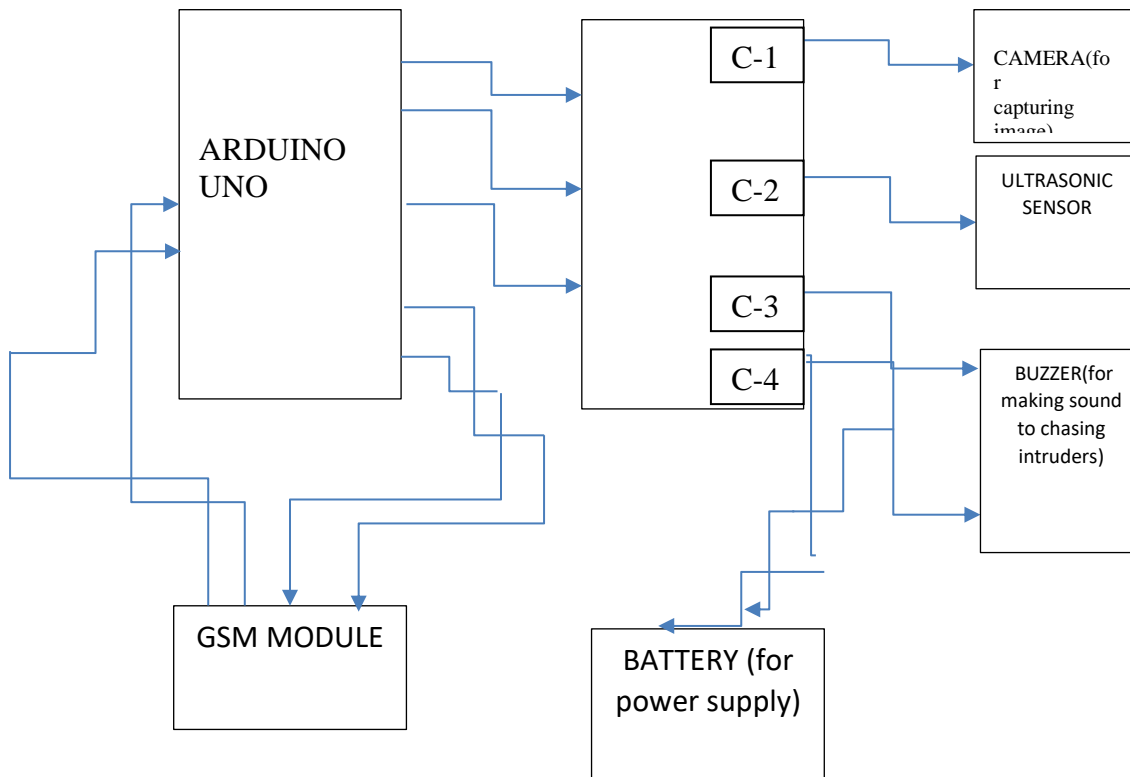 ARDUINO
UNO
C-1
C-2
C-3
C-4
CAMERA(fo
r
capturing
image)
ULTRASONIC
SENSOR
BUZZER(for
making sound
to chasing
intruders)
GSM MODULE
BATTERY (for
power supply)